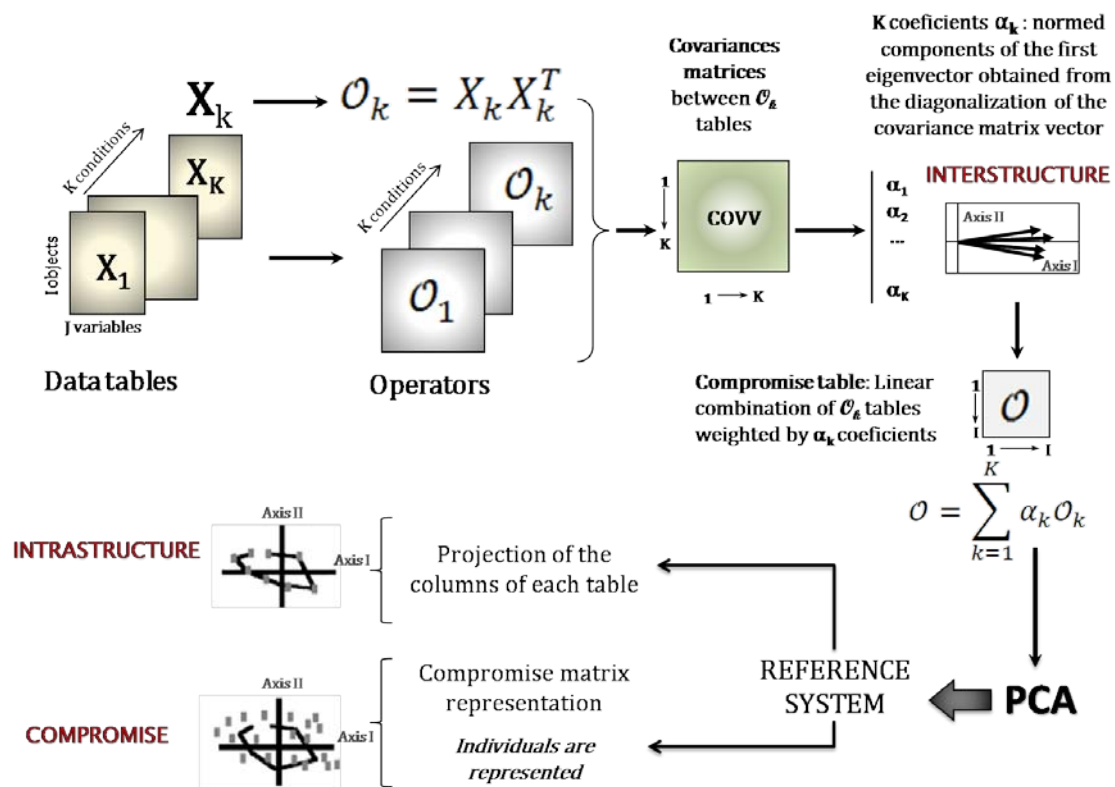 X_k
𝒪_k = X_k X_k^T
K conditions
X_K
X_1
I objects
J variables
Data tables
K conditions
𝒪_k
𝒪_1
Operators
Covariances
matrices
between 𝒪_k
tables
1
K
COVV
1 → K
K coeficients α_k : normed
components of the first
eigenvector obtained from
the diagonalization of the
covariance matrix vector
α_1
α_2
...
α_K
INTERSTRUCTURE
Axis II
Axis I
Compromise table: Linear
combination of 𝒪_k tables
weighted by α_k coeficients
1
I
𝒪
1 → I
𝒪 = ∑_{k=1}^{K} α_k 𝒪_k
PCA
REFERENCE
SYSTEM
INTRASTRUCTURE
Axis II
Axis I
Projection of the
columns of each table
COMPROMISE
Axis II
Axis I
Compromise matrix
representation
Individuals are
represented